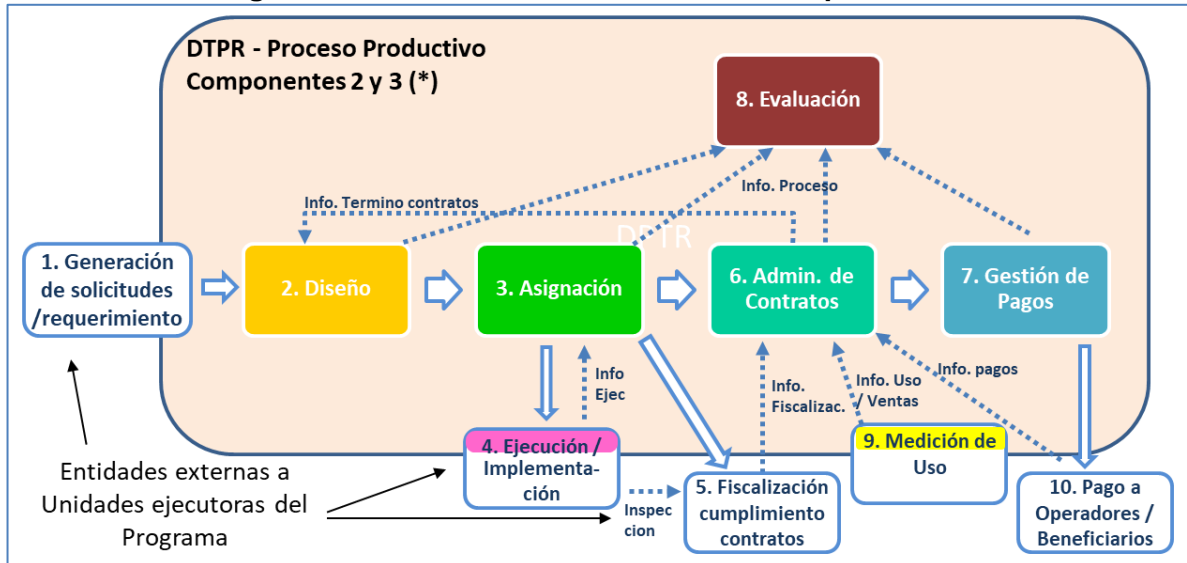 DTPR - Proceso Productivo
Componentes 2 y 3 (*)
8. Evaluación
Info. Proceso
Info. Termino contratos
DSTR
1. Generación
de solicitudes
/requerimiento
2. Diseño
3. Asignación
6. Admin. de
Contratos
7. Gestión de
Pagos
Info
Ejec
Info.
Fiscalizac.
Info. Uso
/ Ventas
Info. pagos
4. Ejecución /
Implementa-
ción
9. Medición de
Uso
Entidades externas a
Unidades ejecutoras del
Programa
Inspec
cion
5. Fiscalización
cumplimiento
contratos
10. Pago a
Operadores /
Beneficiarios